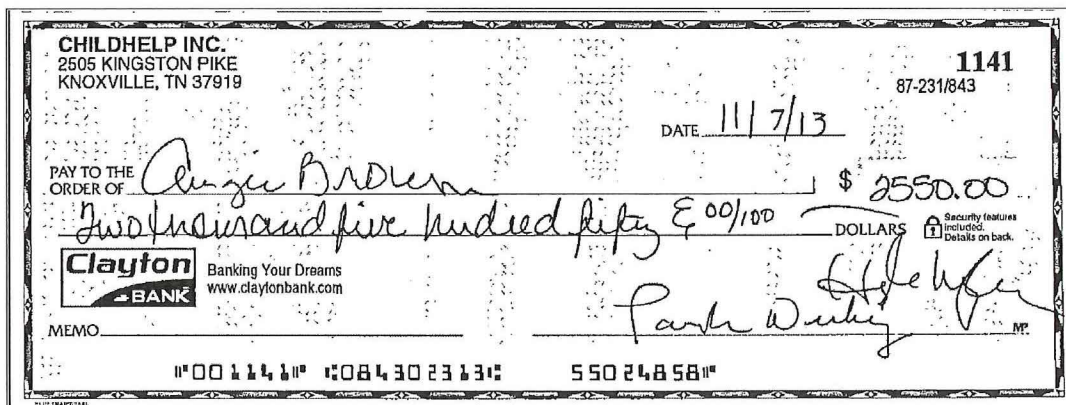 CHILDHELP INC.
2505 KINGSTON PIKE
KNOXVILLE, TN 37919
1141
87-231/843
DATE 11/7/13
PAY TO THE ORDER OF Angie Brown $ 2550.00
Two thousand five hundred fifty & 00/100 DOLLARS
Security features included. Details on back.
Clayton BANK
Banking Your Dreams
www.claytonbank.com
MEMO
MP
⑈001141⑈ ⑆084302313⑆ 55024858⑈